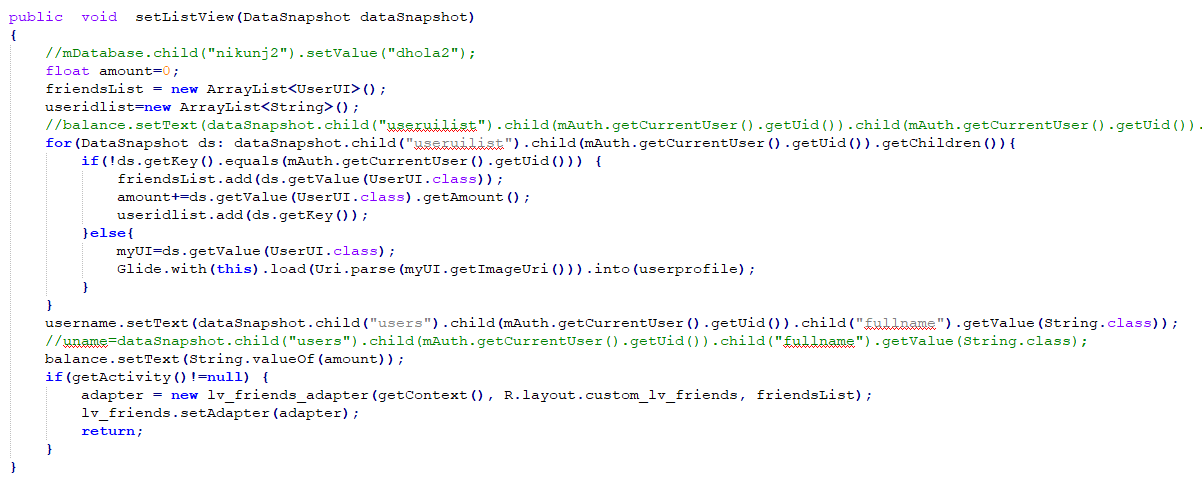 public  void  setListView(DataSnapshot dataSnapshot)
{
    //mDatabase.child("nikunj2").setValue("dhola2");
    float amount=0;
    friendsList = new ArrayList<UserUI>();
    useridlist=new ArrayList<String>();
    //balance.setText(dataSnapshot.child("useruilist").child(mAuth.getCurrentUser().getUid()).child(mAuth.getCurrentUser().getUid()).
    for(DataSnapshot ds: dataSnapshot.child("useruilist").child(mAuth.getCurrentUser().getUid()).getChildren()){
        if(!ds.getKey().equals(mAuth.getCurrentUser().getUid())) {
            friendsList.add(ds.getValue(UserUI.class));
            amount+=ds.getValue(UserUI.class).getAmount();
            useridlist.add(ds.getKey());
        }else{
            myUI=ds.getValue(UserUI.class);
            Glide.with(this).load(Uri.parse(myUI.getImageUri())).into(userprofile);
        }
    }
    username.setText(dataSnapshot.child("users").child(mAuth.getCurrentUser().getUid()).child("fullname").getValue(String.class));
    //uname=dataSnapshot.child("users").child(mAuth.getCurrentUser().getUid()).child("fullname").getValue(String.class);
    balance.setText(String.valueOf(amount));
    if(getActivity()!=null) {
        adapter = new lv_friends_adapter(getContext(), R.layout.custom_lv_friends, friendsList);
        lv_friends.setAdapter(adapter);
        return;
    }
}